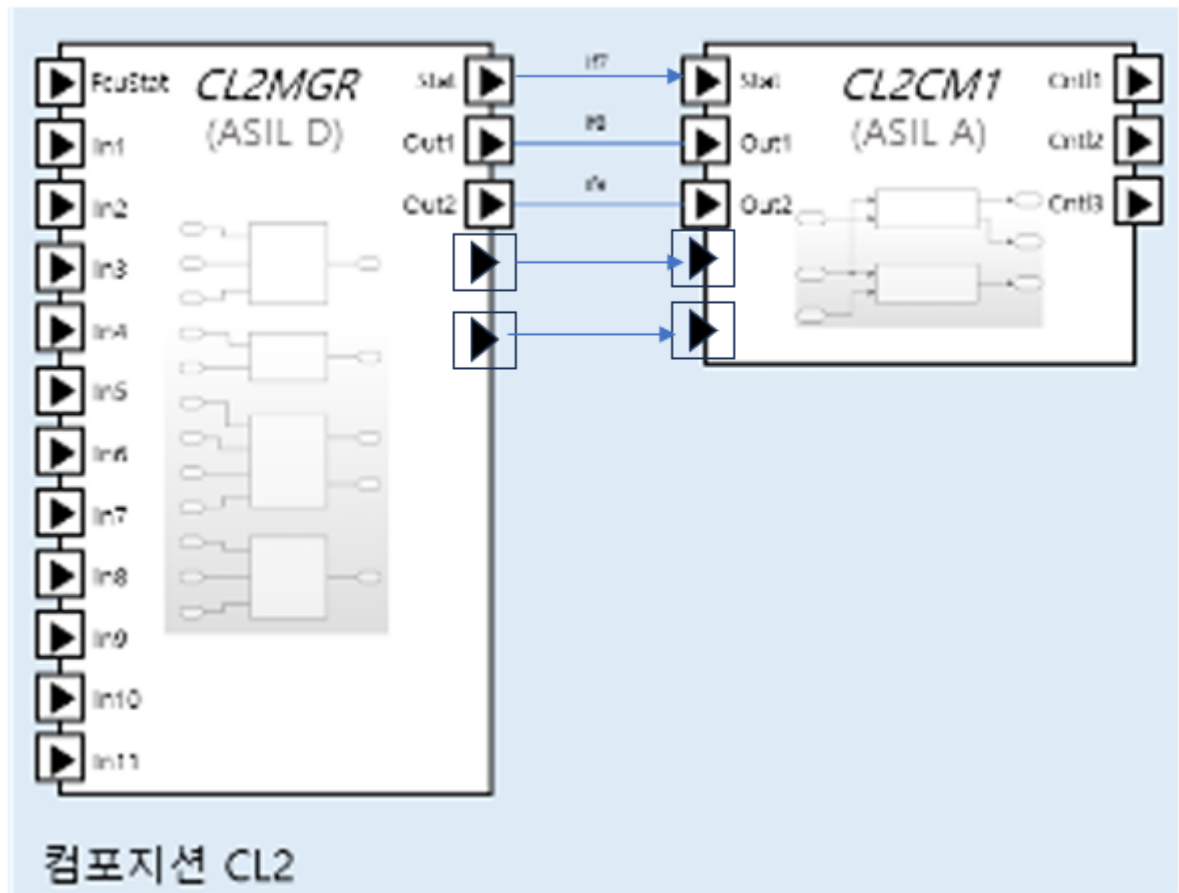 FcuStat
CL2MGR
(ASIL D)
Stat
Stat
CL2CM1
(ASIL A)
Cntl1
In1
Out1
Out1
Cntl2
In2
Out2
Out2
Cntl3
In3
In4
In5
In6
In7
In8
In9
In10
In11
컴포지션 CL2